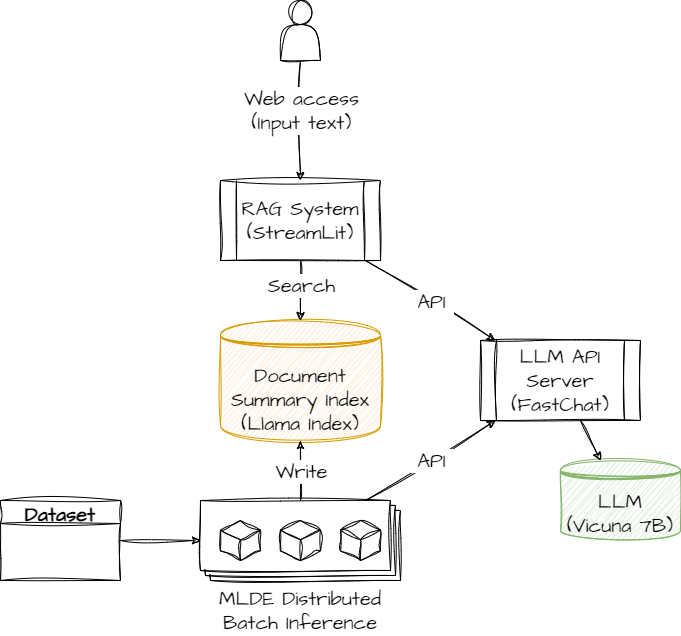 Web access
(Input text)
RAG System
(StreamLit)
Search
API
Document
Summary Index
(Llama Index)
LLM API
Server
(FastChat)
Write
API
LLM
(Vicuna 7B)
Dataset
MLDE Distributed
Batch Inference